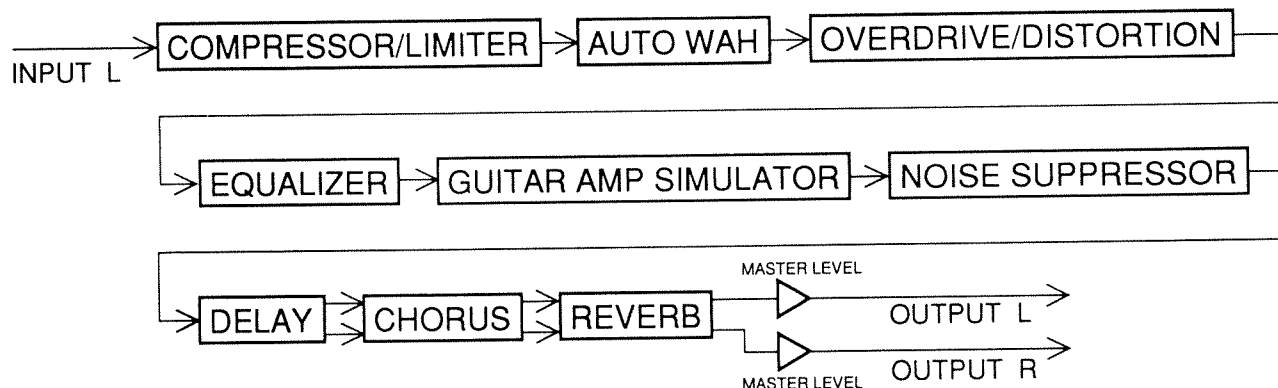 INPUT L
COMPRESSOR/LIMITER
AUTO WAH
OVERDRIVE/DISTORTION
EQUALIZER
GUITAR AMP SIMULATOR
NOISE SUPPRESSOR
DELAY
CHORUS
REVERB
MASTER LEVEL
OUTPUT L
MASTER LEVEL
OUTPUT R